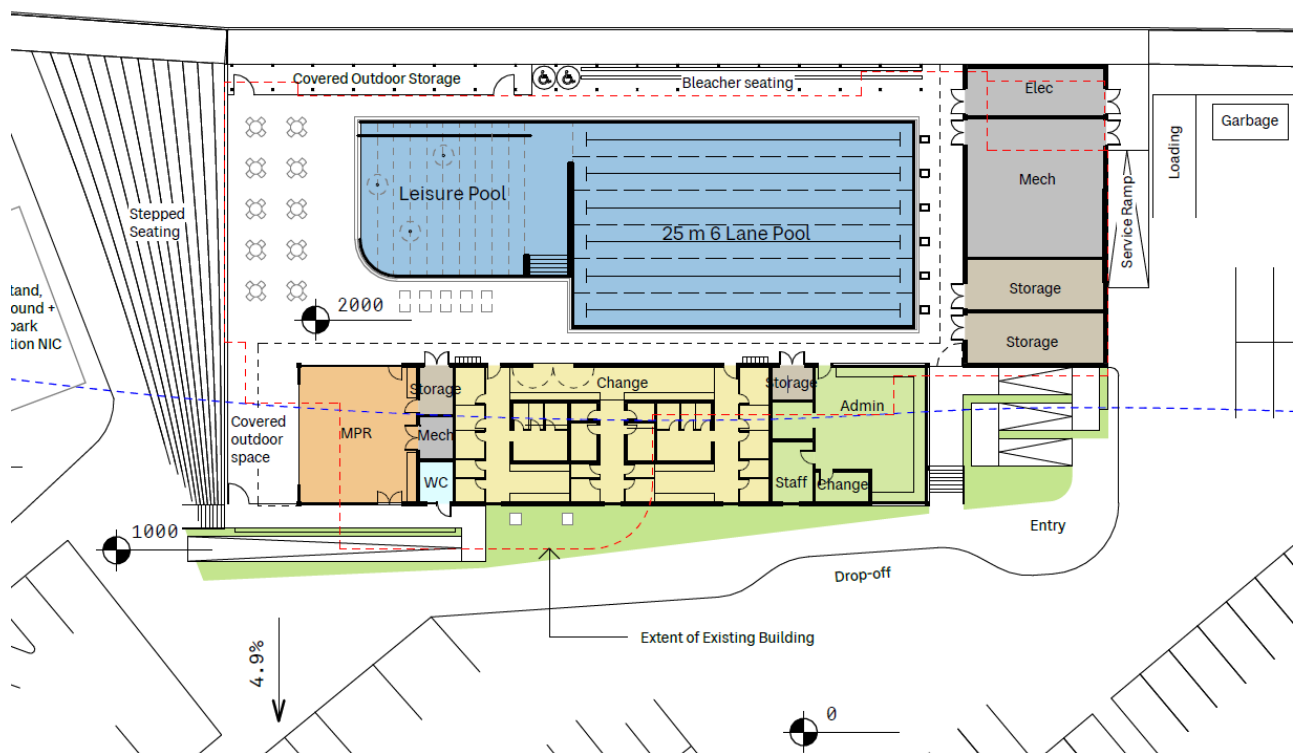 Covered Outdoor Storage
Bleacher seating
Elec
Garbage
Loading
Mech
Service Ramp
Leisure Pool
25 m 6 Lane Pool
Stepped
Seating
Storage
Storage
tand,
ound +
park
tion NIC
2000
Storage
Change
Storage
Admin
MPR
Mech
Covered
outdoor
space
WC
Staff
Change
Entry
1000
Drop-off
Extent of Existing Building
4.9%
0